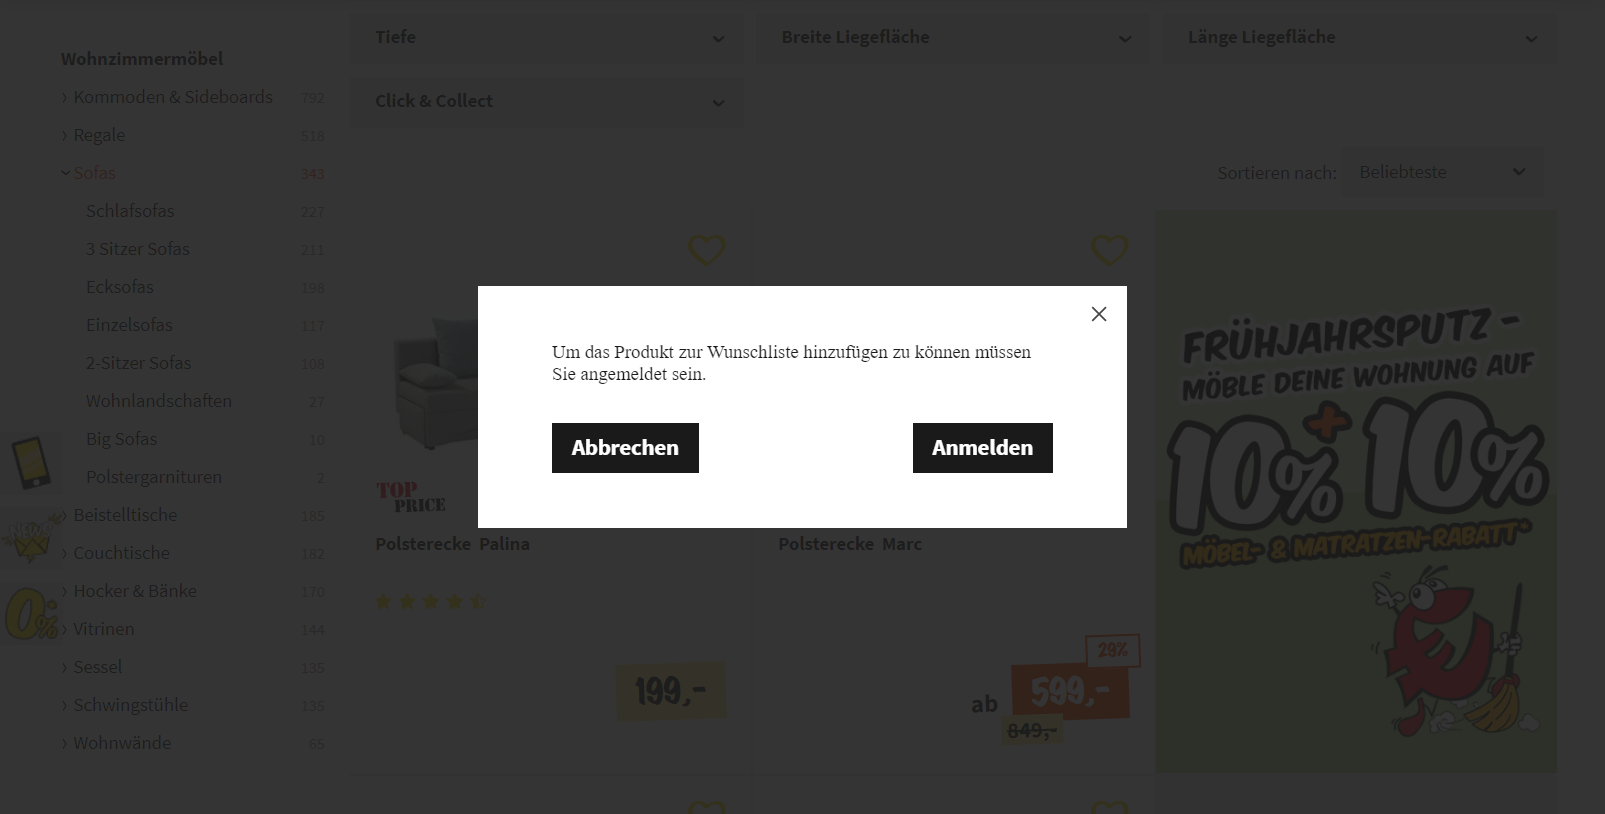 Tiefe
Breite Liegefläche
Länge Liegefläche
Click & Collect
Wohnzimmermöbel
Kommoden & Sideboards 792
Regale 518
Sofas 343
Schlafsofas 227
3 Sitzer Sofas 211
Ecksofas 198
Einzelsofas 117
2-Sitzer Sofas 108
Wohnlandschaften 27
Big Sofas 10
Polstergarnituren 2
Beistelltische 185
Couchtische 182
Hocker & Bänke 170
Vitrinen 144
Sessel 135
Schwingstühle 135
Wohnwände 65
0%
Sortieren nach: Beliebteste
Um das Produkt zur Wunschliste hinzufügen zu können müssen
Sie angemeldet sein.
Abbrechen
Anmelden
TOP
PRICE
Polsterecke Palina
199,-
Polsterecke Marc
29%
ab 599,-
849,-
FRÜHJAHRSPUTZ -
MÖBLE DEINE WOHNUNG AUF
10% + 10%
MÖBEL- & MATRATZEN-RABATT*